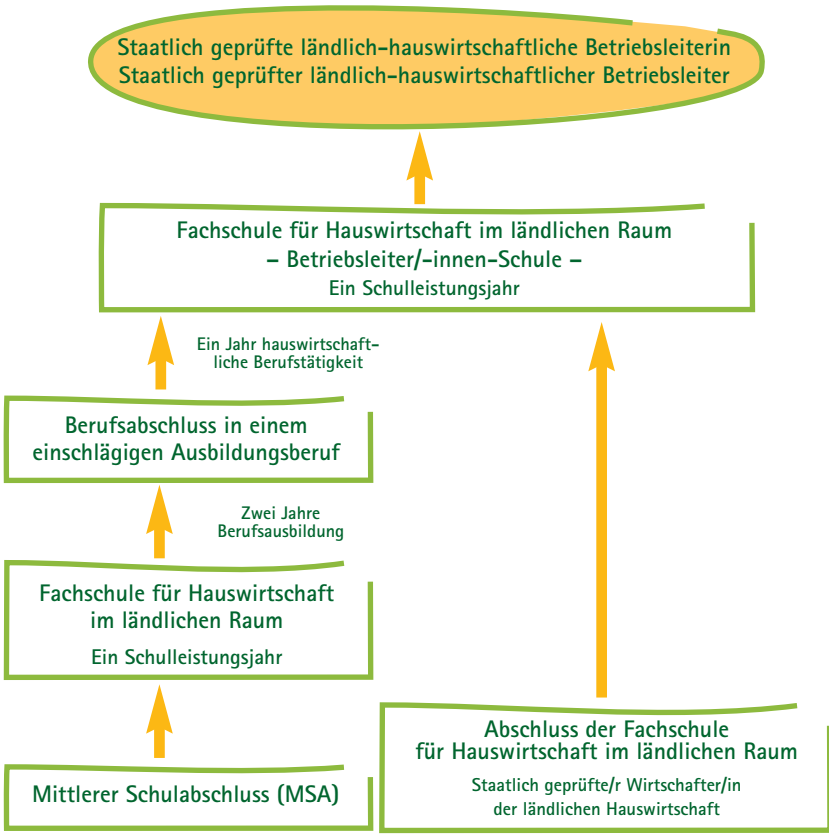 Staatlich geprüfte ländlich-hauswirtschaftliche Betriebsleiterin
Staatlich geprüfter ländlich-hauswirtschaftlicher Betriebsleiter
Fachschule für Hauswirtschaft im ländlichen Raum
– Betriebsleiter/-innen-Schule –
Ein Schulleistungsjahr
Ein Jahr hauswirtschaft-
liche Berufstätigkeit
Berufsabschluss in einem
einschlägigen Ausbildungsberuf
Zwei Jahre
Berufsausbildung
Fachschule für Hauswirtschaft
im ländlichen Raum
Ein Schulleistungsjahr
Mittlerer Schulabschluss (MSA)
Abschluss der Fachschule
für Hauswirtschaft im ländlichen Raum
Staatlich geprüfte/r Wirtschafter/in
der ländlichen Hauswirtschaft